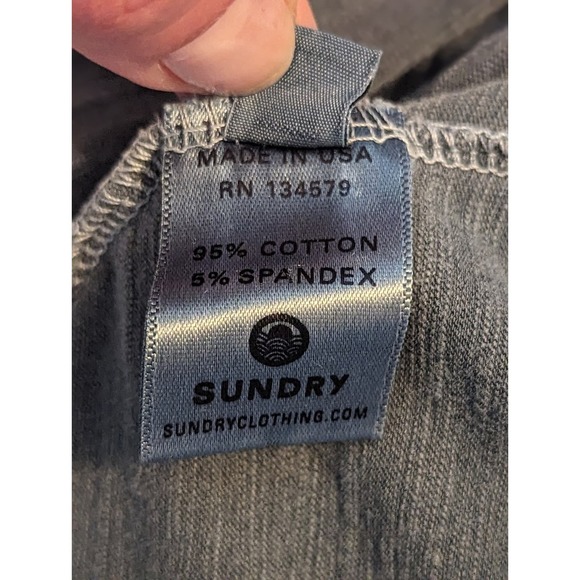 MADE IN USA
RN 134579
95% COTTON
5% SPANDEX
SUNDRY
SUNDRYCLOTHING.COM